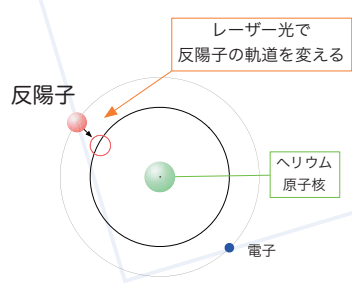 レーザー光で
反陽子の軌道を変える
反陽子
ヘリウム
原子核
電子